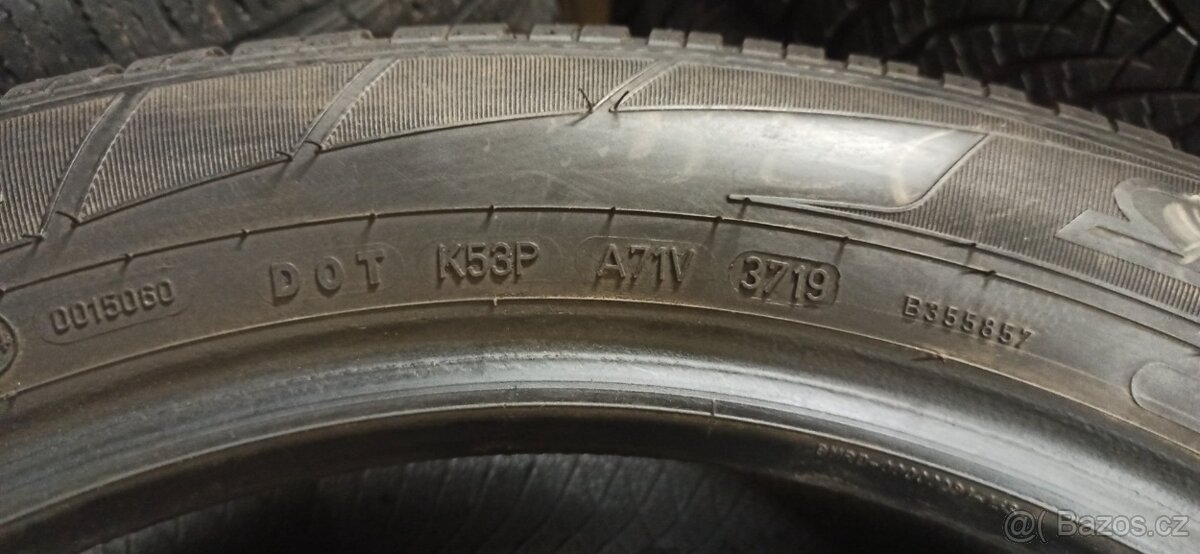 0015060 DOT K53P A71V 3719 B355857
@( Bazos.cz